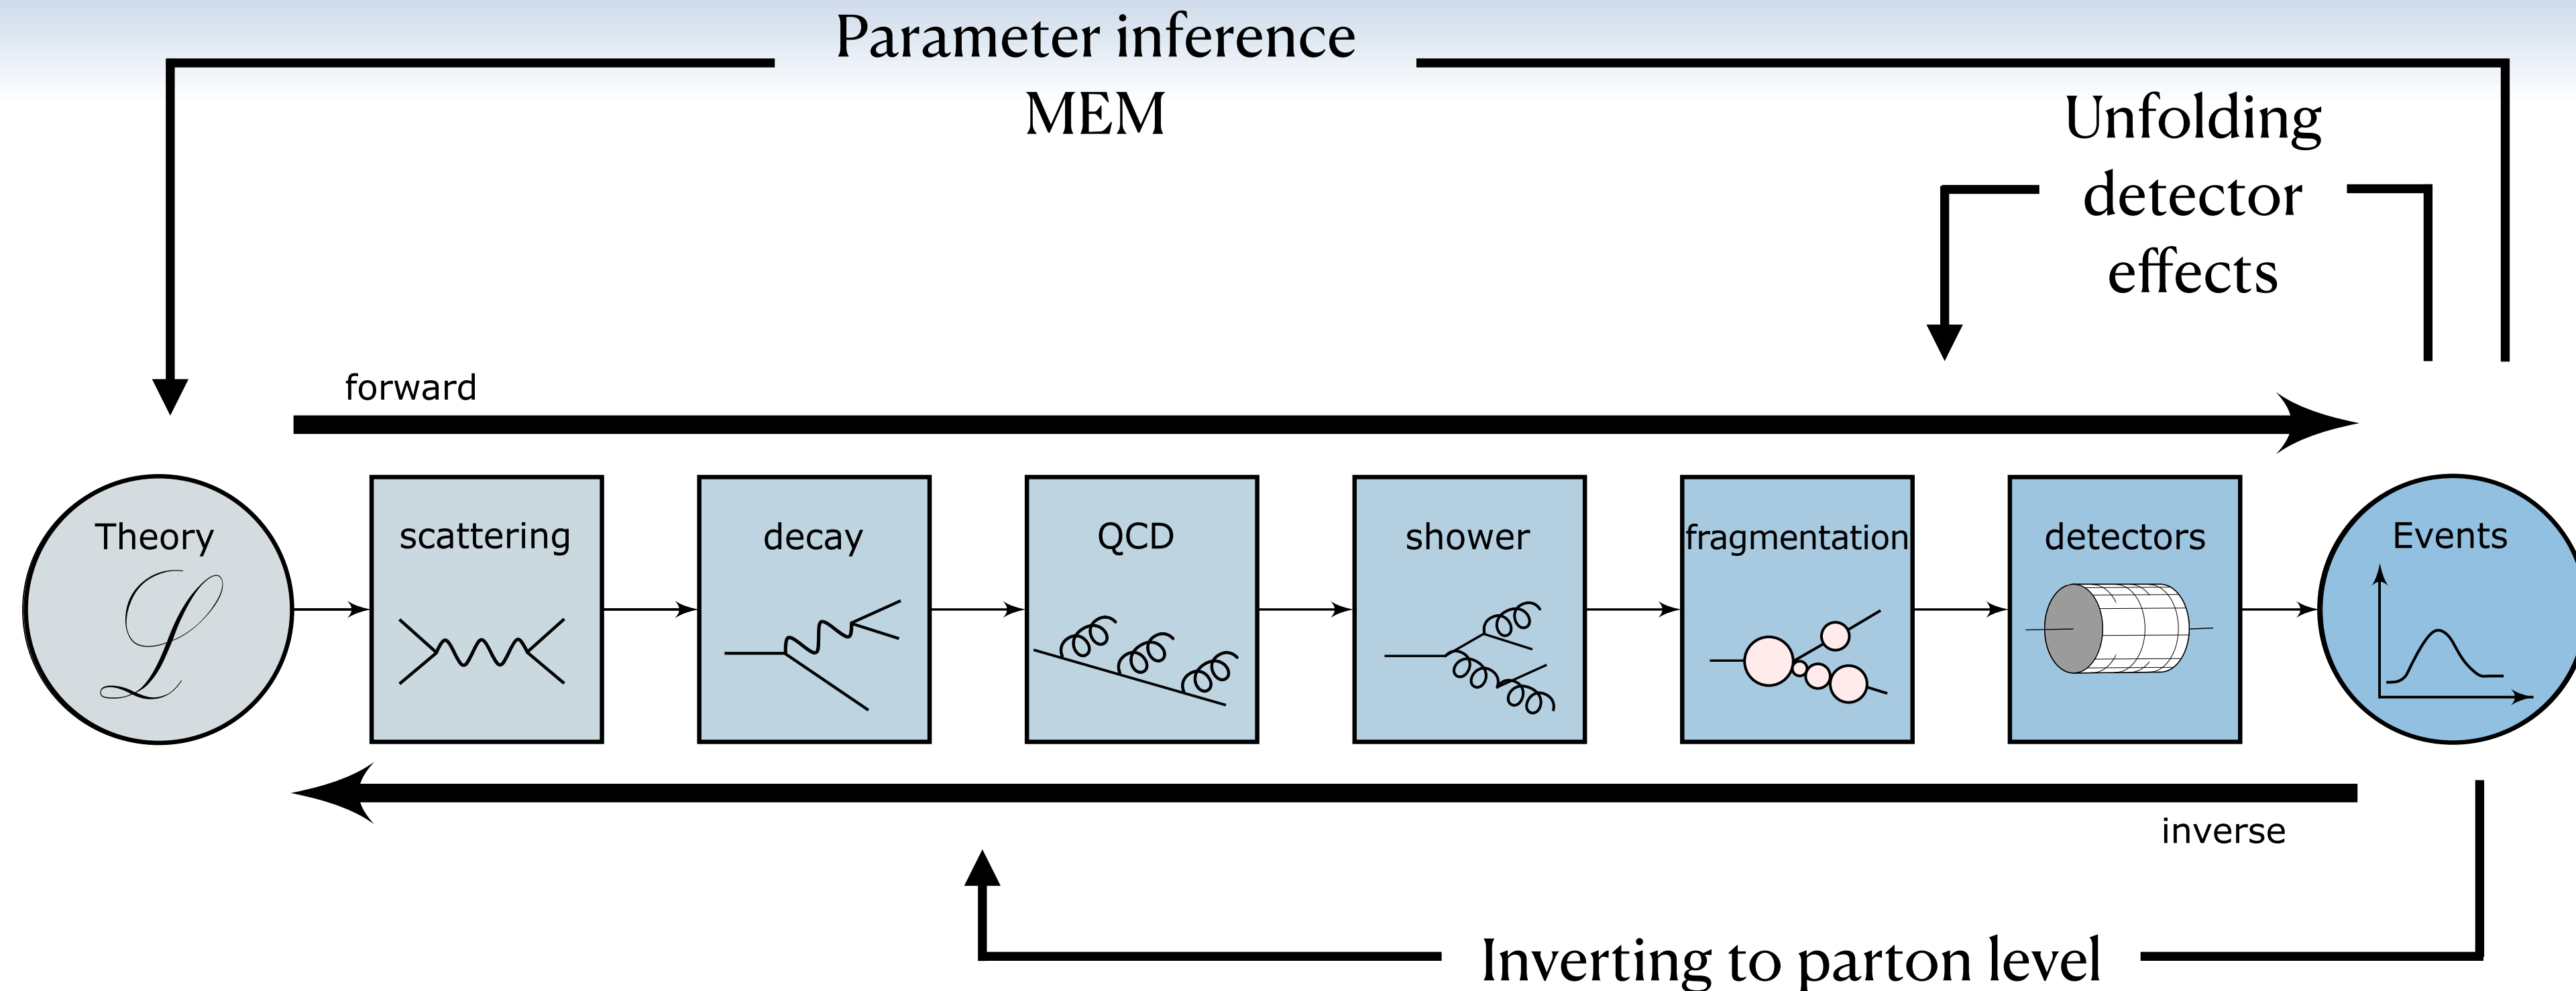 Parameter inference
MEM
Unfolding
detector
effects
forward
Theory
ℒ
scattering
decay
QCD
shower
fragmentation
detectors
Events
inverse
Inverting to parton level